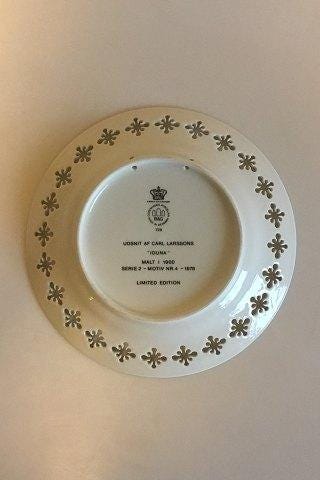 B&G
UDSNIT AF CARL LARSSONS
"IDUNA"
MALT I 1900
SERIE 2 - MOTIV NR. 4 - 1978
LIMITED EDITION